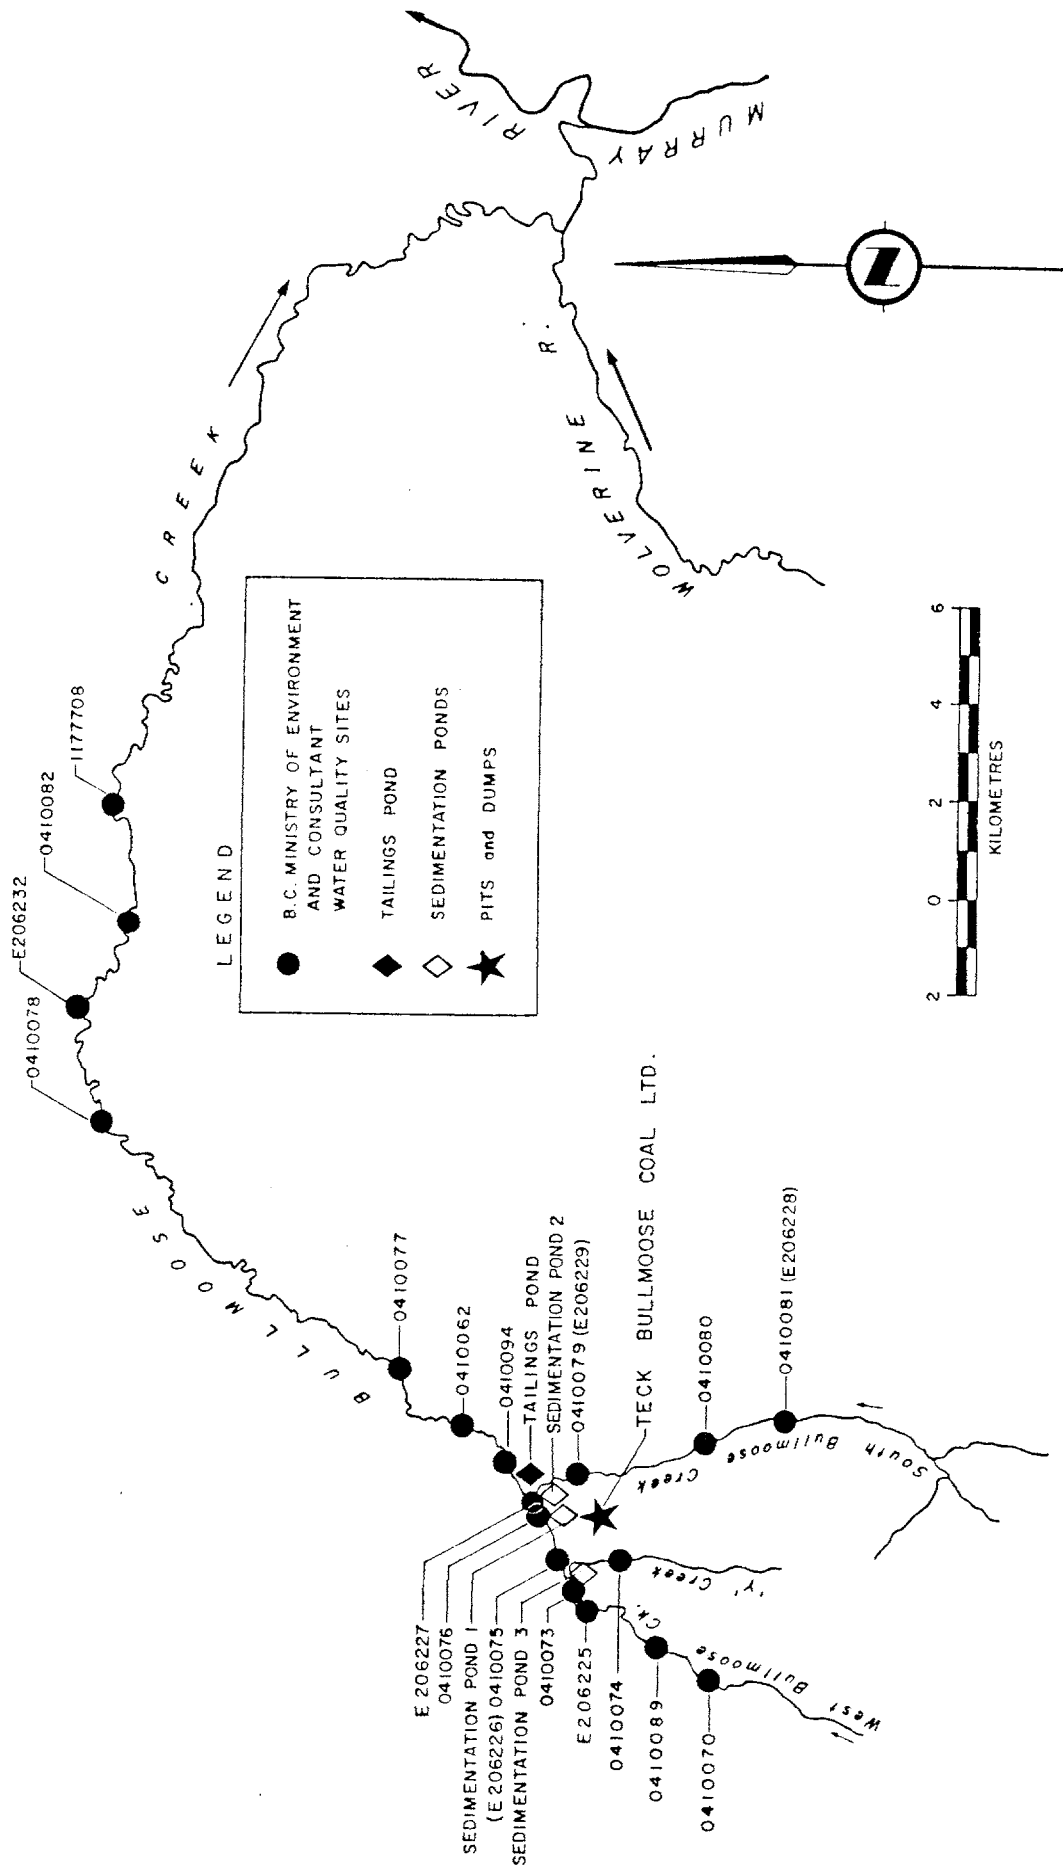 0410078
E206232
0410082
1177708
BULLMOOSE CREEK
MURRAY RIVER
WOLVERINE R.
N
LEGEND
B.C. MINISTRY OF ENVIRONMENT
AND CONSULTANT
WATER QUALITY SITES
TAILINGS POND
SEDIMENTATION PONDS
PITS and DUMPS
2 0 2 4 6
KILOMETRES
0410077
0410062
0410094
TAILINGS POND
SEDIMENTATION POND 2
0410079 (E206229)
TECK BULLMOOSE COAL LTD.
0410080
0410081 (E206228)
South Bullmoose Creek
E206227
0410076
SEDIMENTATION POND 1
(E206226) 0410075
SEDIMENTATION POND 3
0410073
E206225
0410074
0410089
0410070
'Y' Creek
West Bullmoose Ck.